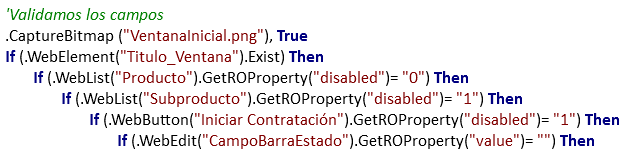 'Validamos los campos
.CaptureBitmap ("VentanaInicial.png"), True
If (.WebElement("Titulo_Ventana").Exist) Then
If (.WebList("Producto").GetROProperty("disabled")= "0") Then
If (.WebList("Subproducto").GetROProperty("disabled")= "1") Then
If (.WebButton("Iniciar Contratación").GetROProperty("disabled")= "1") Then
If (.WebEdit("CampoBarraEstado").GetROProperty("value")= "") Then